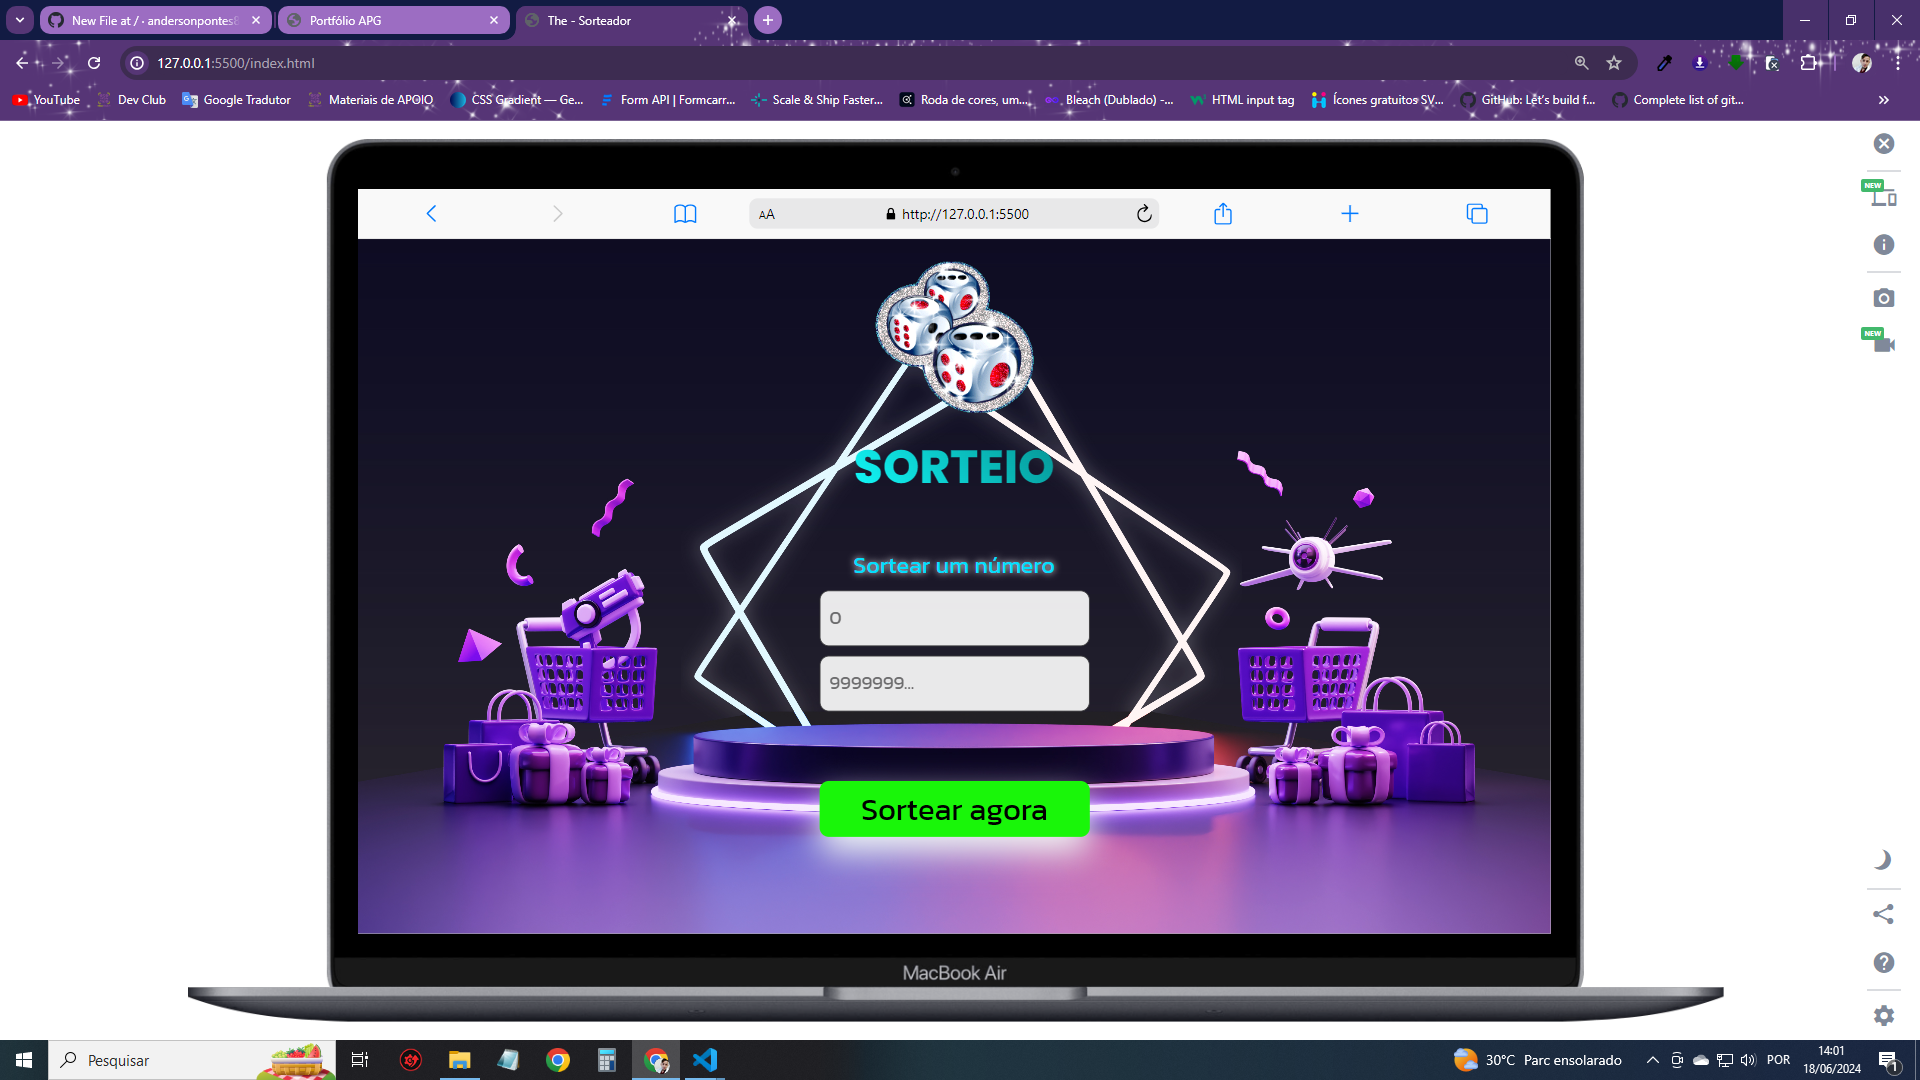 New File at / · andersonpontes8
Portfólio APG
The - Sorteador
127.0.0.1:5500/index.html
YouTube
Dev Club
Google Tradutor
Materiais de APOIO
CSS Gradient — Ge...
Form API | Formcarr...
Scale & Ship Faster...
Roda de cores, um...
Bleach (Dublado) -...
HTML input tag
Ícones gratuitos SV...
GitHub: Let's build f...
Complete list of git...
»
AA
http://127.0.0.1:5500
NEW
NEW
SORTEIO
Sortear um número
0
9999999...
Sortear agora
MacBook Air
Pesquisar
30°C Parc ensolarado
POR
14:01
18/06/2024
1